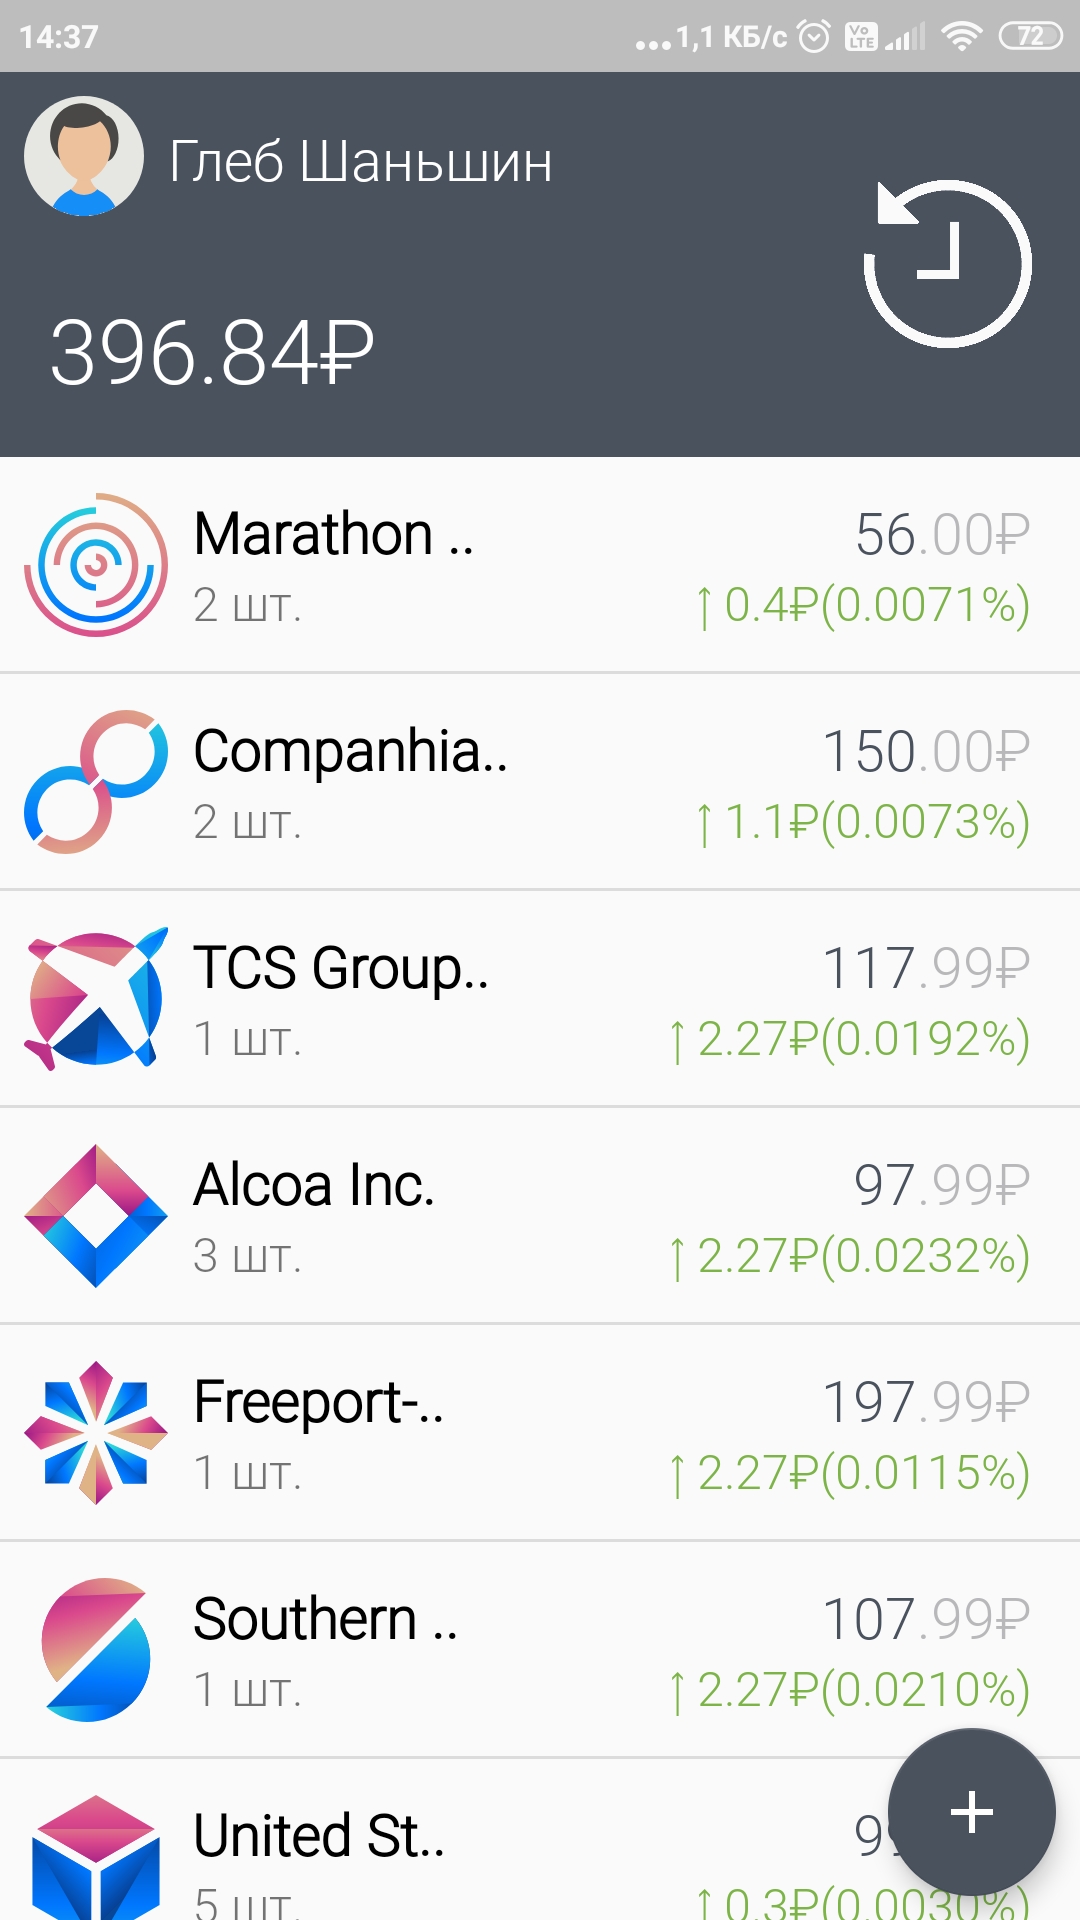 14:37
...1,1 КБ/с Vo LTE 72
Глеб Шаньшин
396.84₽
Marathon ..
56.00₽
2 шт.
↑ 0.4₽(0.0071%)
Companhia..
150.00₽
2 шт.
↑ 1.1₽(0.0073%)
TCS Group..
117.99₽
1 шт.
↑ 2.27₽(0.0192%)
Alcoa Inc.
97.99₽
3 шт.
↑ 2.27₽(0.0232%)
Freeport-..
197.99₽
1 шт.
↑ 2.27₽(0.0115%)
Southern ..
107.99₽
1 шт.
↑ 2.27₽(0.0210%)
United St..
5 шт.
↑ 0.3₽(0.0030%)